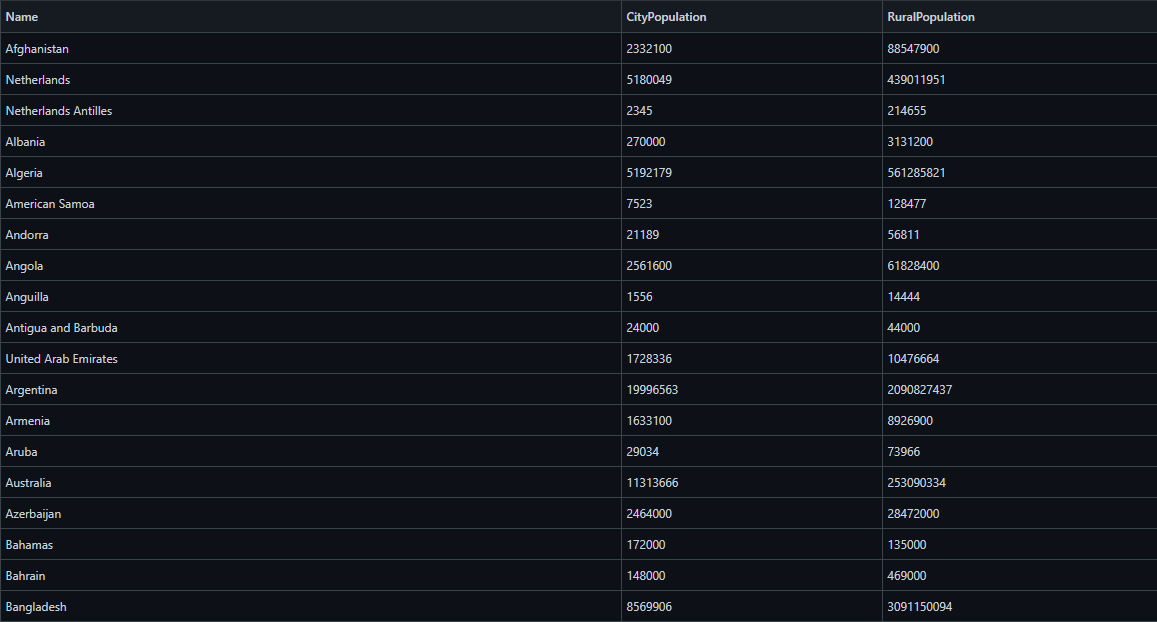 Name CityPopulation RuralPopulation
Afghanistan 2332100 88547900
Netherlands 5180049 439011951
Netherlands Antilles 2345 214655
Albania 270000 3131200
Algeria 5192179 561285821
American Samoa 7523 128477
Andorra 21189 56811
Angola 2561600 61828400
Anguilla 1556 14444
Antigua and Barbuda 24000 44000
United Arab Emirates 1728336 10476664
Argentina 19996563 2090827437
Armenia 1633100 8926900
Aruba 29034 73966
Australia 11313666 253090334
Azerbaijan 2464000 28472000
Bahamas 172000 135000
Bahrain 148000 469000
Bangladesh 8569906 3091150094